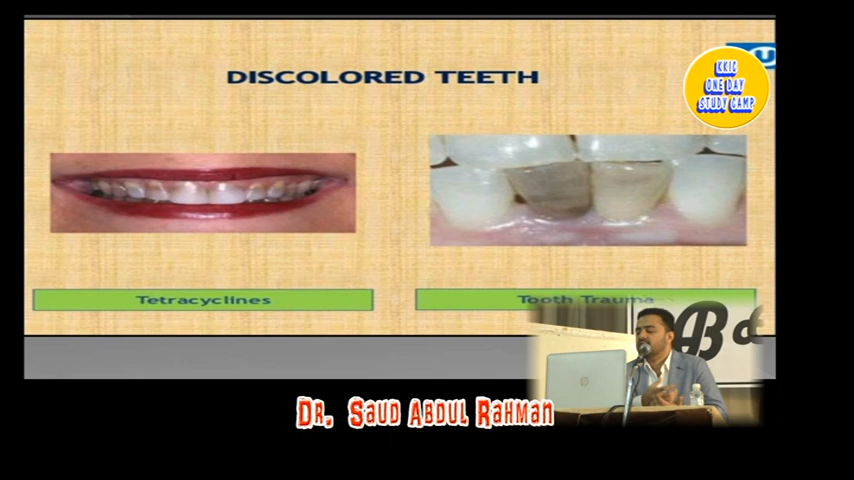 DISCOLORED TEETH
KKIC
ONE DAY
STUDY CAMP
Tetracyclines
Tooth Trauma
Dr. Saud Abdul Rahman